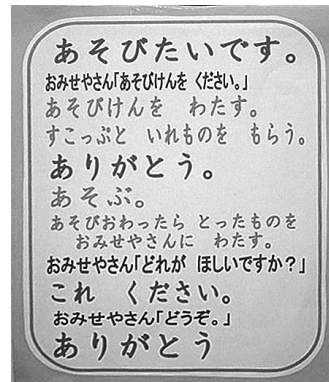 あそびたいです。
おみせやさん「あそびけんを ください。」
あそびけんを　わたす。
すこっぷと　いれものを　もらう。
ありがとう。
あそぶ。
あそびおわったら とったものを
おみせやさんに　わたす。
おみせやさん「どれが　ほしいですか？」
これ　ください。
おみせやさん「どうぞ。」
ありがとう